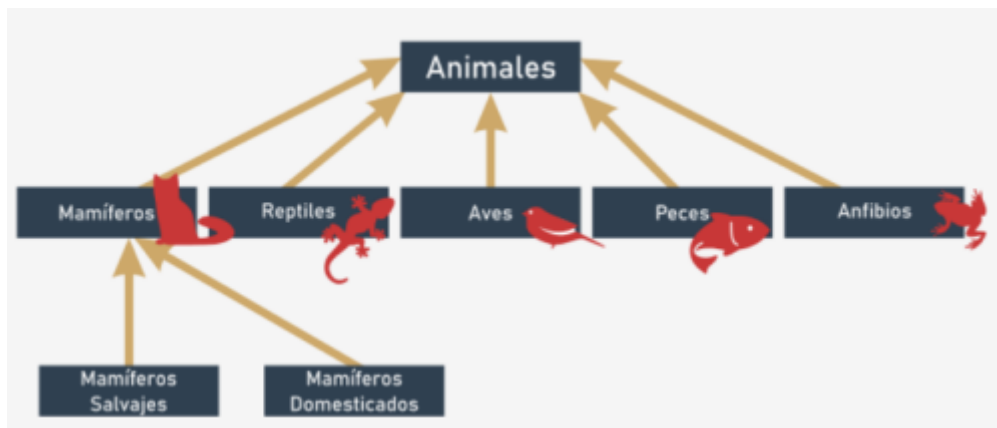 Animales
Mamíferos
Reptiles
Aves
Peces
Anfibios
Mamíferos
Salvajes
Mamíferos
Domesticados